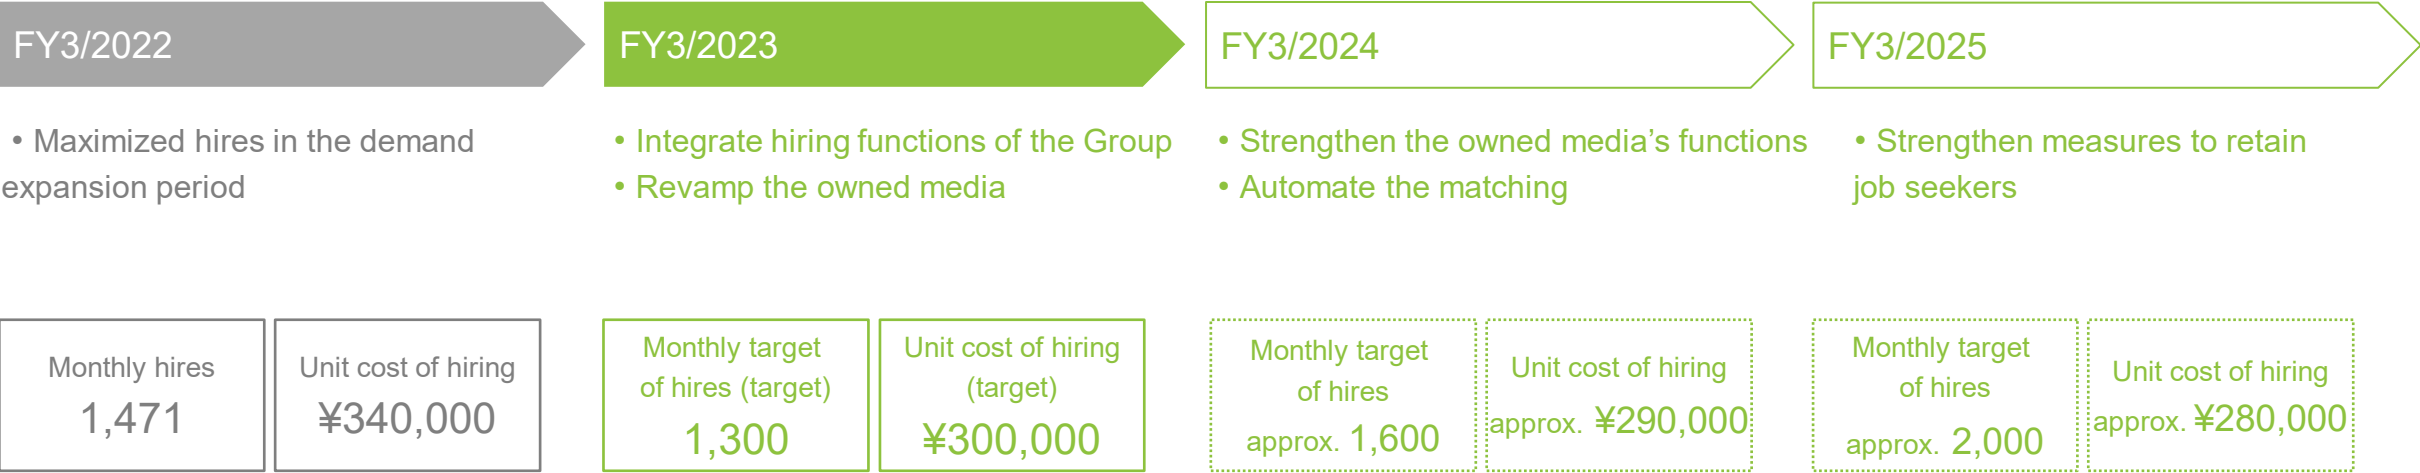 FY3/2022
FY3/2023
FY3/2024
FY3/2025
• Maximized hires in the demand
expansion period
• Integrate hiring functions of the Group
• Revamp the owned media
• Strengthen the owned media’s functions
• Automate the matching
• Strengthen measures to retain
job seekers
Monthly hires
1,471
Unit cost of hiring
¥340,000
Monthly target
of hires (target)
1,300
Unit cost of hiring
(target)
¥300,000
Monthly target
of hires
approx. 1,600
Unit cost of hiring
approx. ¥290,000
Monthly target
of hires
approx. 2,000
Unit cost of hiring
approx. ¥280,000